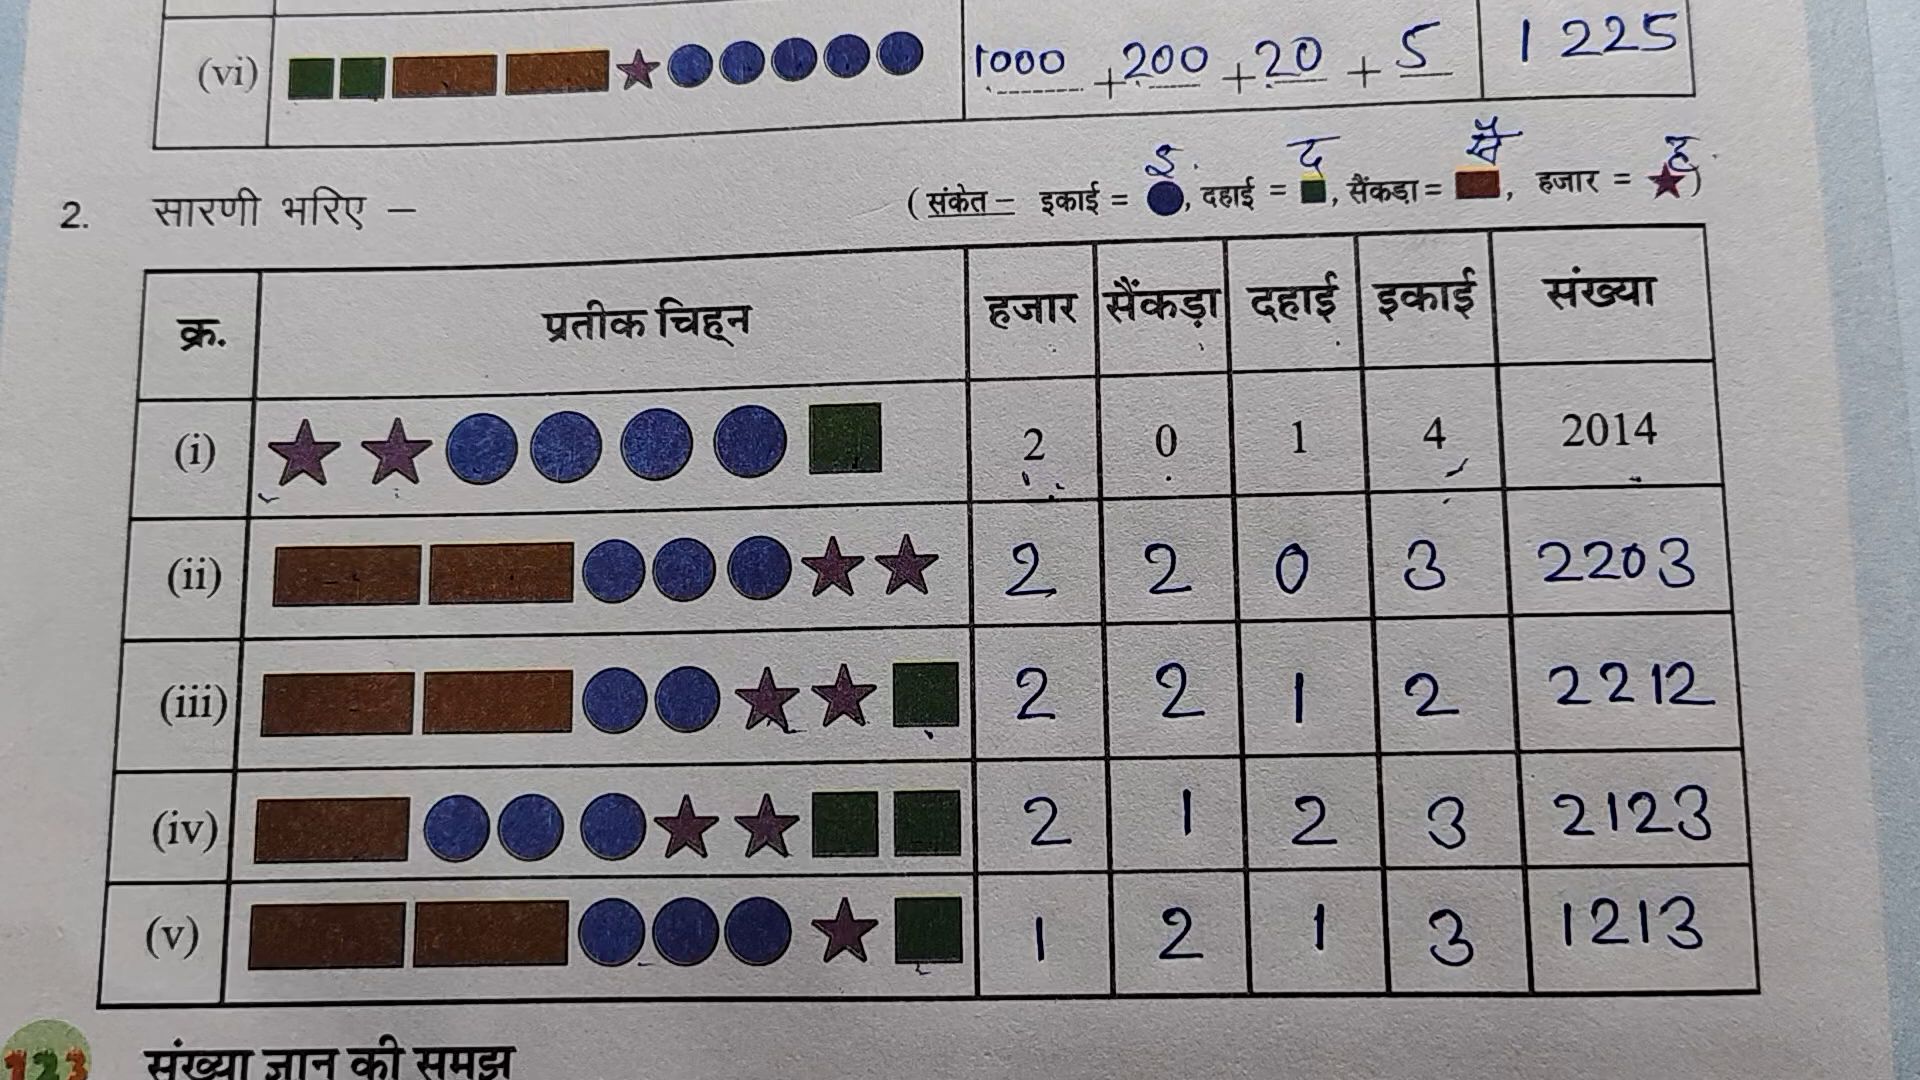 (vi) 1000 + 200 + 20 + 5 1225
इ. द सै ह
2. सारणी भरिए – (संकेत – इकाई = , दहाई = , सैंकड़ा = , हजार = )
क्र. प्रतीक चिह्न हजार सैंकड़ा दहाई इकाई संख्या
(i) 2 0 1 4 2014
(ii) 2 2 0 3 2203
(iii) 2 2 1 2 2212
(iv) 2 1 2 3 2123
(v) 1 2 1 3 1213
123 संख्या ज्ञान की समझ